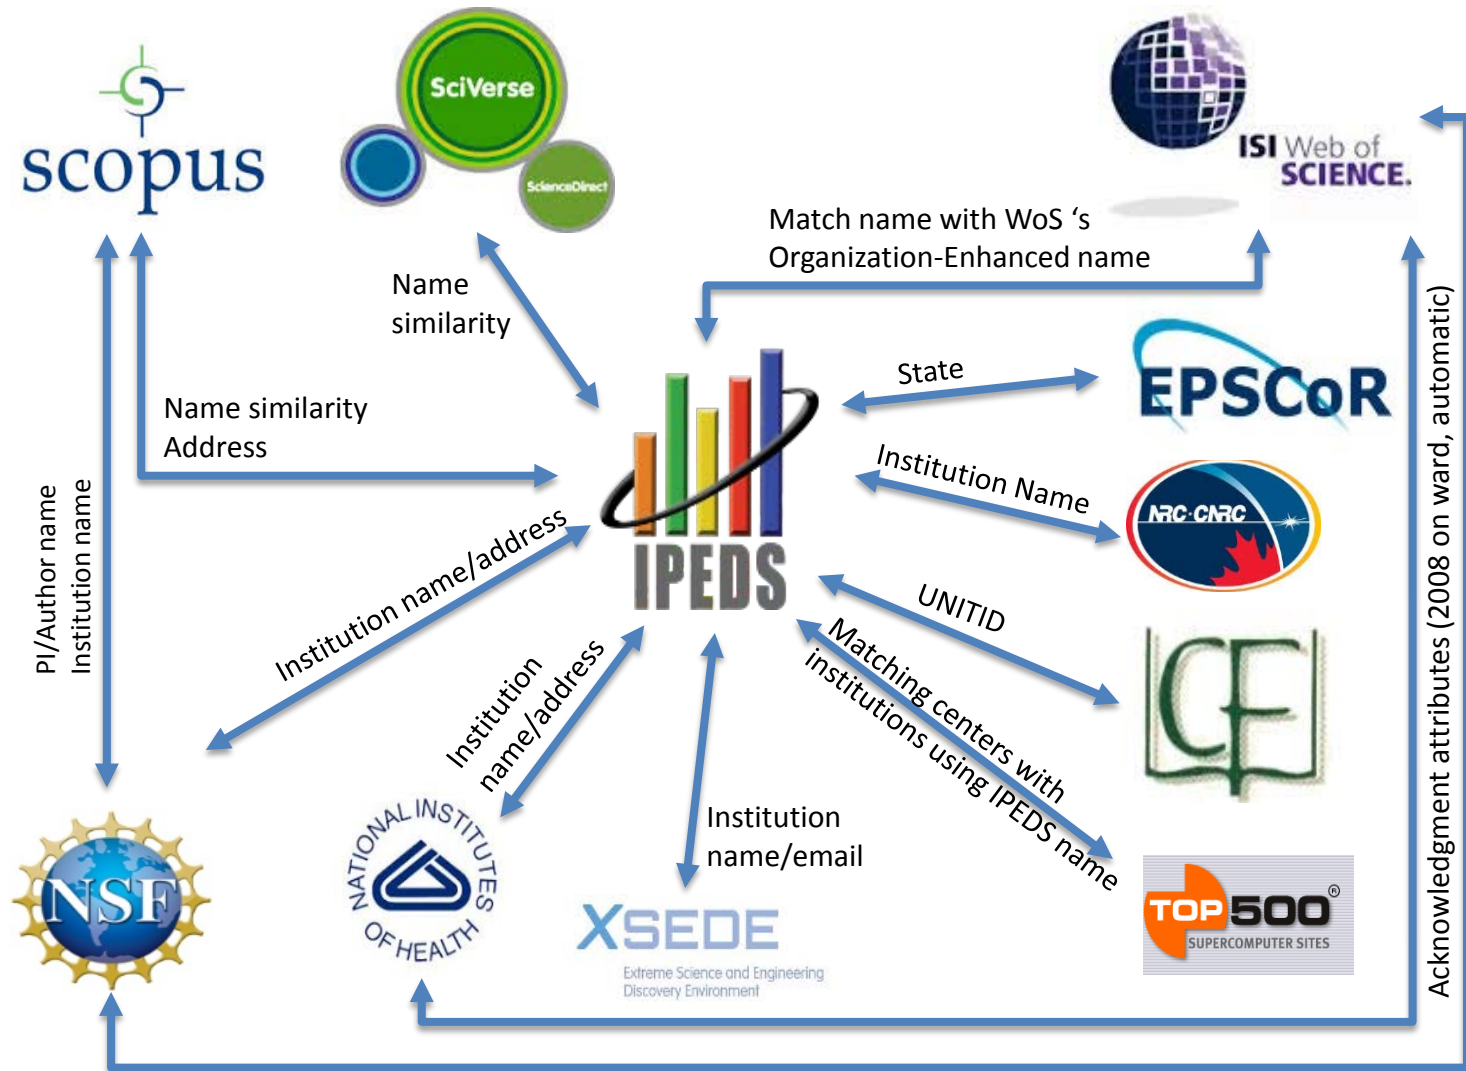 scopus
SciVerse
ScienceDirect
ISI Web of
SCIENCE.
Match name with WoS ‘s
Organization-Enhanced name
Name
similarity
State
EPSCoR
Name similarity
Address
Institution Name
NRC·CNRC
IPEDS
PI/Author name
Institution name
Institution name/address
Institution
name/address
UNITID
CF
Matching centers with
institutions using IPEDS name
Institution
name/email
Acknowledgment attributes (2008 on ward, automatic)
NSF
NATIONAL INSTITUTES
OF HEALTH
XSEDE
Extreme Science and Engineering
Discovery Environment
TOP 500®
SUPERCOMPUTER SITES